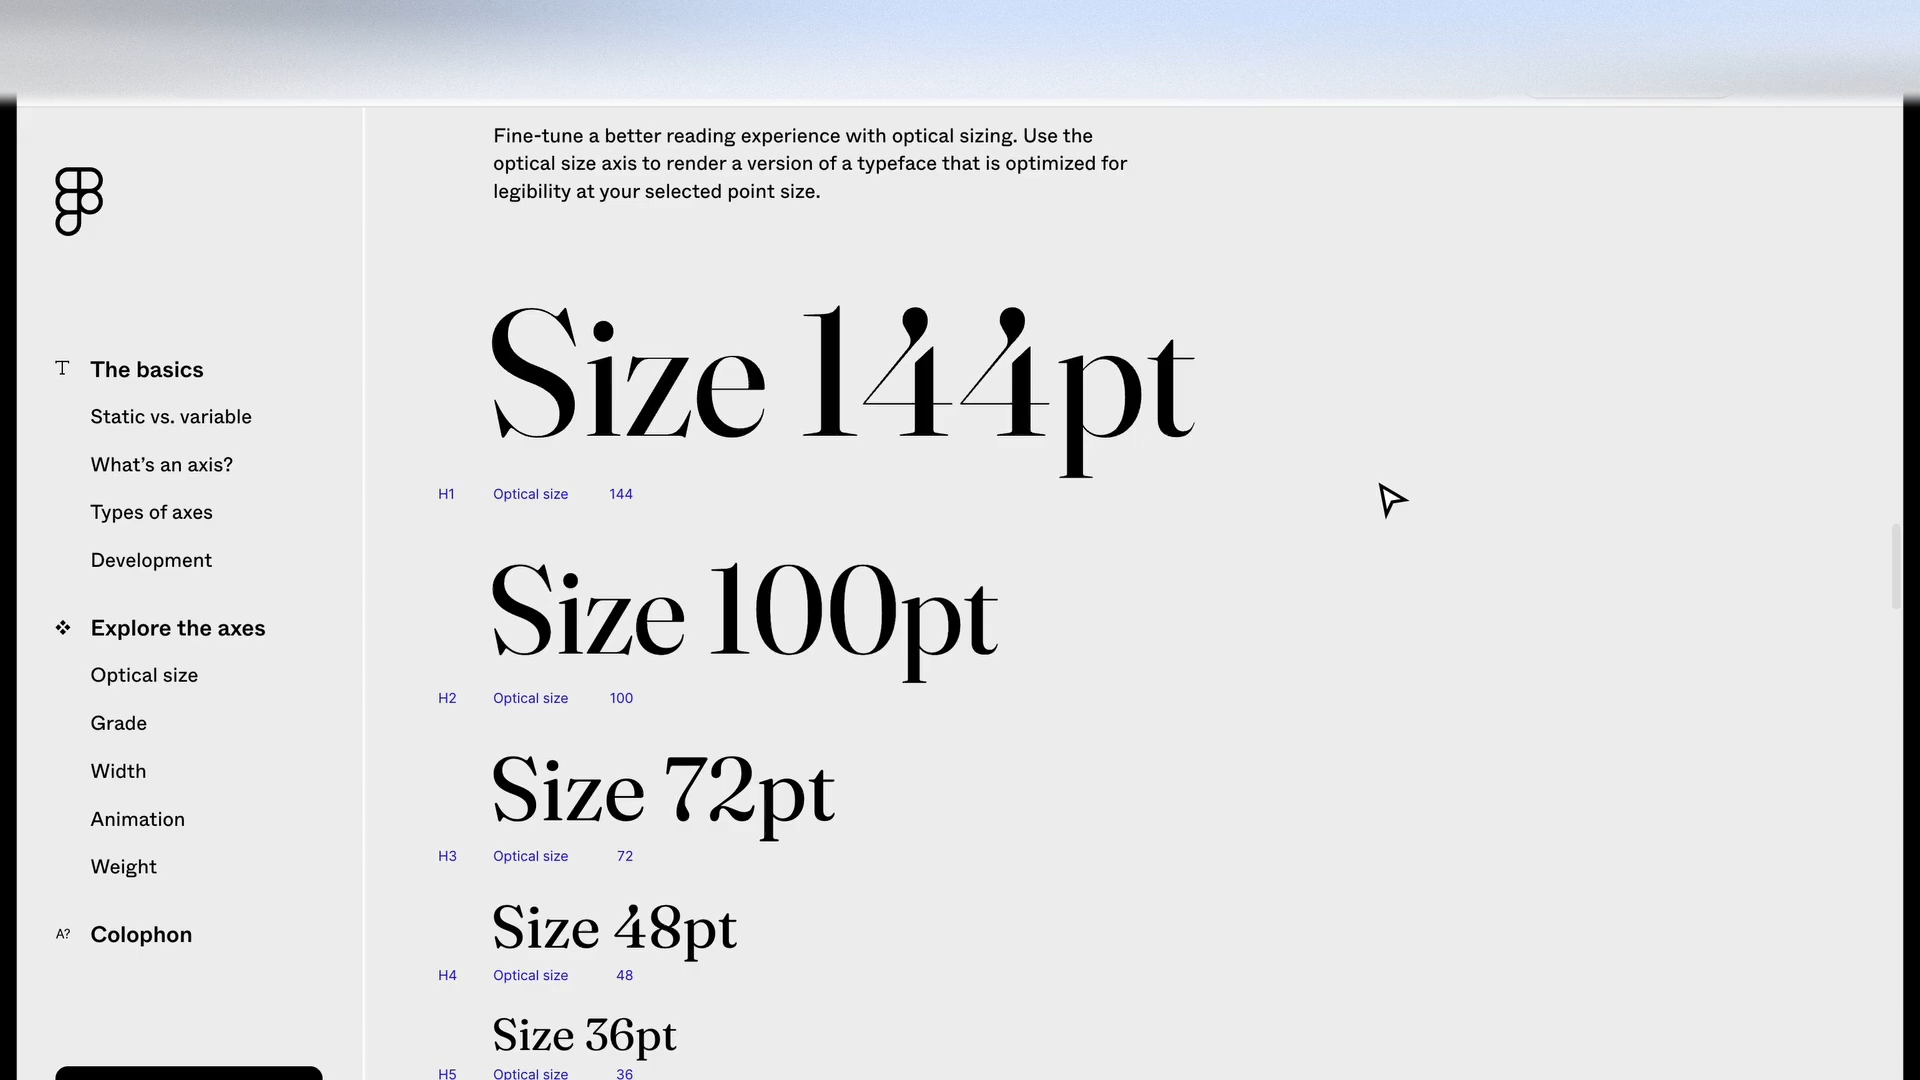 Fine-tune a better reading experience with optical sizing. Use the
optical size axis to render a version of a typeface that is optimized for
legibility at your selected point size.
T The basics
Static vs. variable
What’s an axis?
Types of axes
Development
Explore the axes
Optical size
Grade
Width
Animation
Weight
A? Colophon
Size 144pt
H1 Optical size 144
Size 100pt
H2 Optical size 100
Size 72pt
H3 Optical size 72
Size 48pt
H4 Optical size 48
Size 36pt
H5 Optical size 36